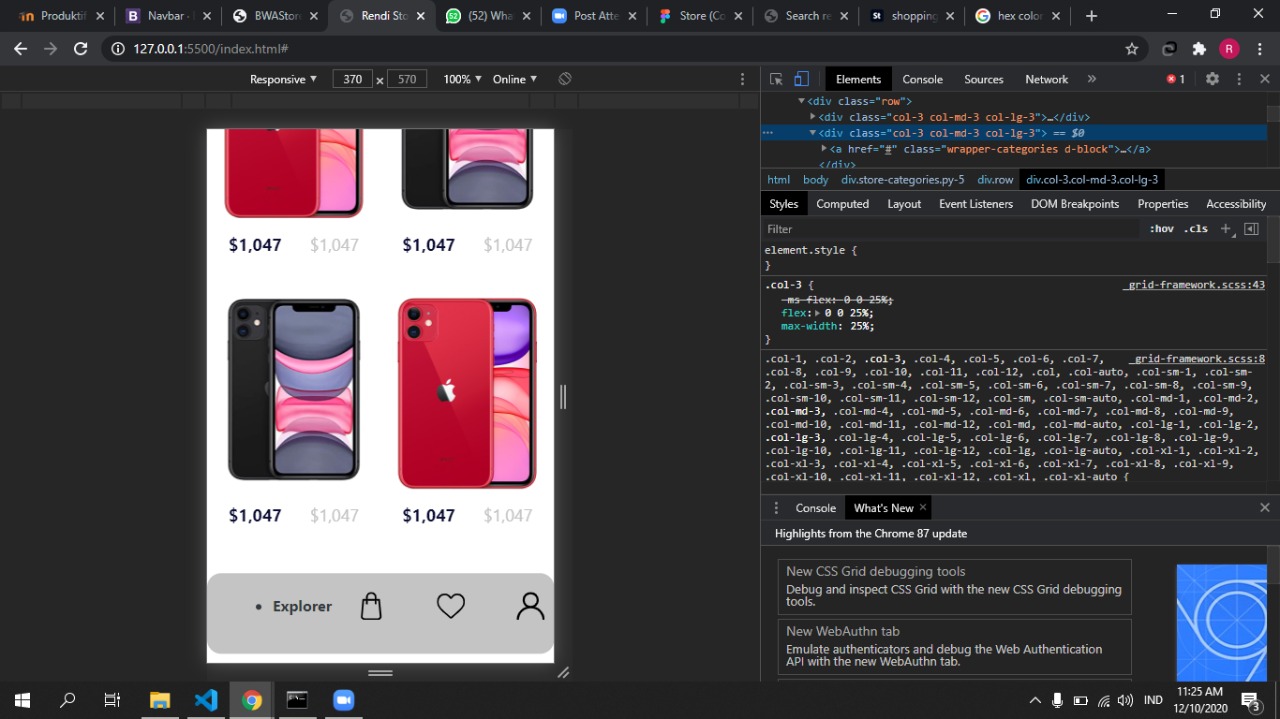 Produktif
Navbar -
BWAStore
Rendi Sto
(52) Wha
Post Atte
Store (Co
Search re
shopping
hex color
127.0.0.1:5500/index.html#
R
Responsive 370 × 570 100% Online
Elements Console Sources Network » 1
<div class="row">
<div class="col-3 col-md-3 col-lg-3">…</div>
<div class="col-3 col-md-3 col-lg-3"> == $0
<a href="#" class="wrapper-categories d-block">…</a>
</div>
html body div.store-categories.py-5 div.row div.col-3.col-md-3.col-lg-3
Styles Computed Layout Event Listeners DOM Breakpoints Properties Accessibility
Filter :hov .cls +
element.style {
}
.col-3 { _grid-framework.scss:43
-ms-flex: 0 0 25%;
flex: 0 0 25%;
max-width: 25%;
}
.col-1, .col-2, .col-3, .col-4, .col-5, .col-6, .col-7, _grid-framework.scss:8
.col-8, .col-9, .col-10, .col-11, .col-12, .col, .col-auto, .col-sm-1, .col-sm-
2, .col-sm-3, .col-sm-4, .col-sm-5, .col-sm-6, .col-sm-7, .col-sm-8, .col-sm-9,
.col-sm-10, .col-sm-11, .col-sm-12, .col-sm, .col-sm-auto, .col-md-1, .col-md-2,
.col-md-3, .col-md-4, .col-md-5, .col-md-6, .col-md-7, .col-md-8, .col-md-9,
.col-md-10, .col-md-11, .col-md-12, .col-md, .col-md-auto, .col-lg-1, .col-lg-2,
.col-lg-3, .col-lg-4, .col-lg-5, .col-lg-6, .col-lg-7, .col-lg-8, .col-lg-9,
.col-lg-10, .col-lg-11, .col-lg-12, .col-lg, .col-lg-auto, .col-xl-1, .col-xl-2,
.col-xl-3, .col-xl-4, .col-xl-5, .col-xl-6, .col-xl-7, .col-xl-8, .col-xl-9,
.col-xl-10, .col-xl-11, .col-xl-12, .col-xl, .col-xl-auto {
Console What's New
Highlights from the Chrome 87 update
New CSS Grid debugging tools
Debug and inspect CSS Grid with the new CSS Grid debugging
tools.
New WebAuthn tab
Emulate authenticators and debug the Web Authentication
API with the new WebAuthn tab.
$1,047 $1,047 $1,047 $1,047
$1,047 $1,047 $1,047 $1,047
• Explorer
IND
11:25 AM
12/10/2020
3